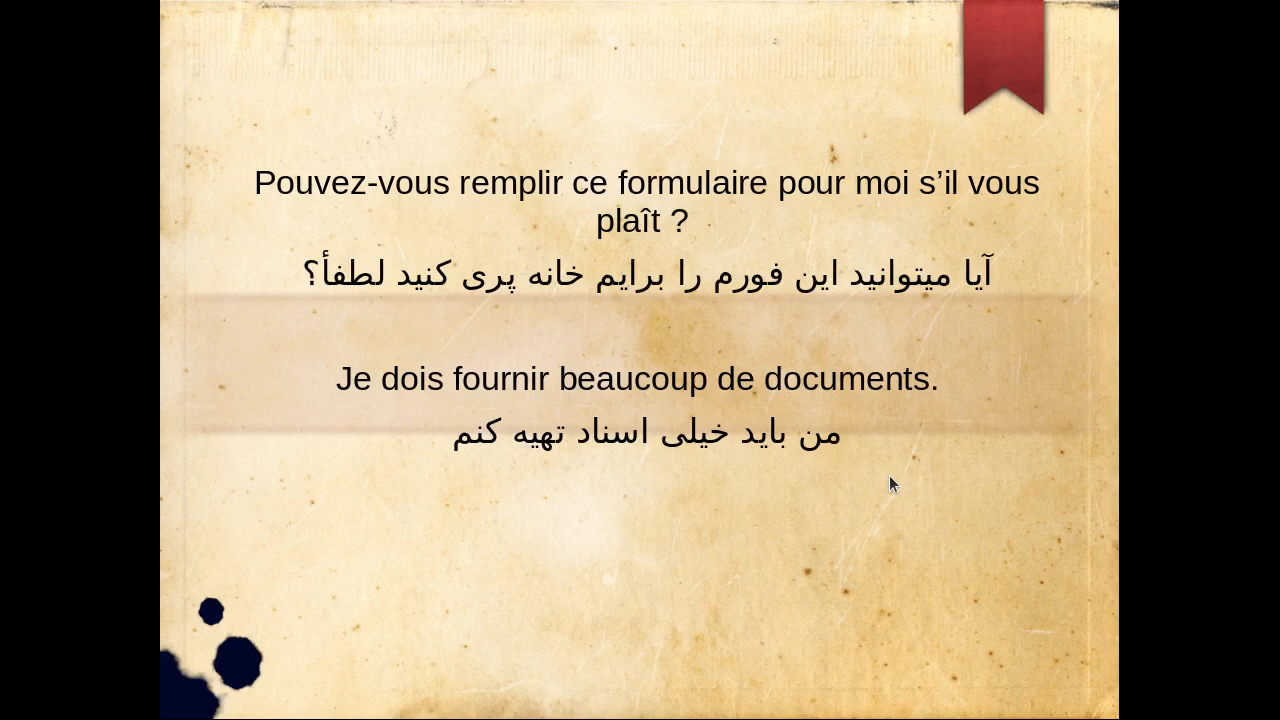 Pouvez-vous remplir ce formulaire pour moi s’il vous
plaît ?
آیا میتوانید این فورم را برایم خانه پری کنید لطفأ؟
Je dois fournir beaucoup de documents.
من باید خیلی اسناد تهیه کنم